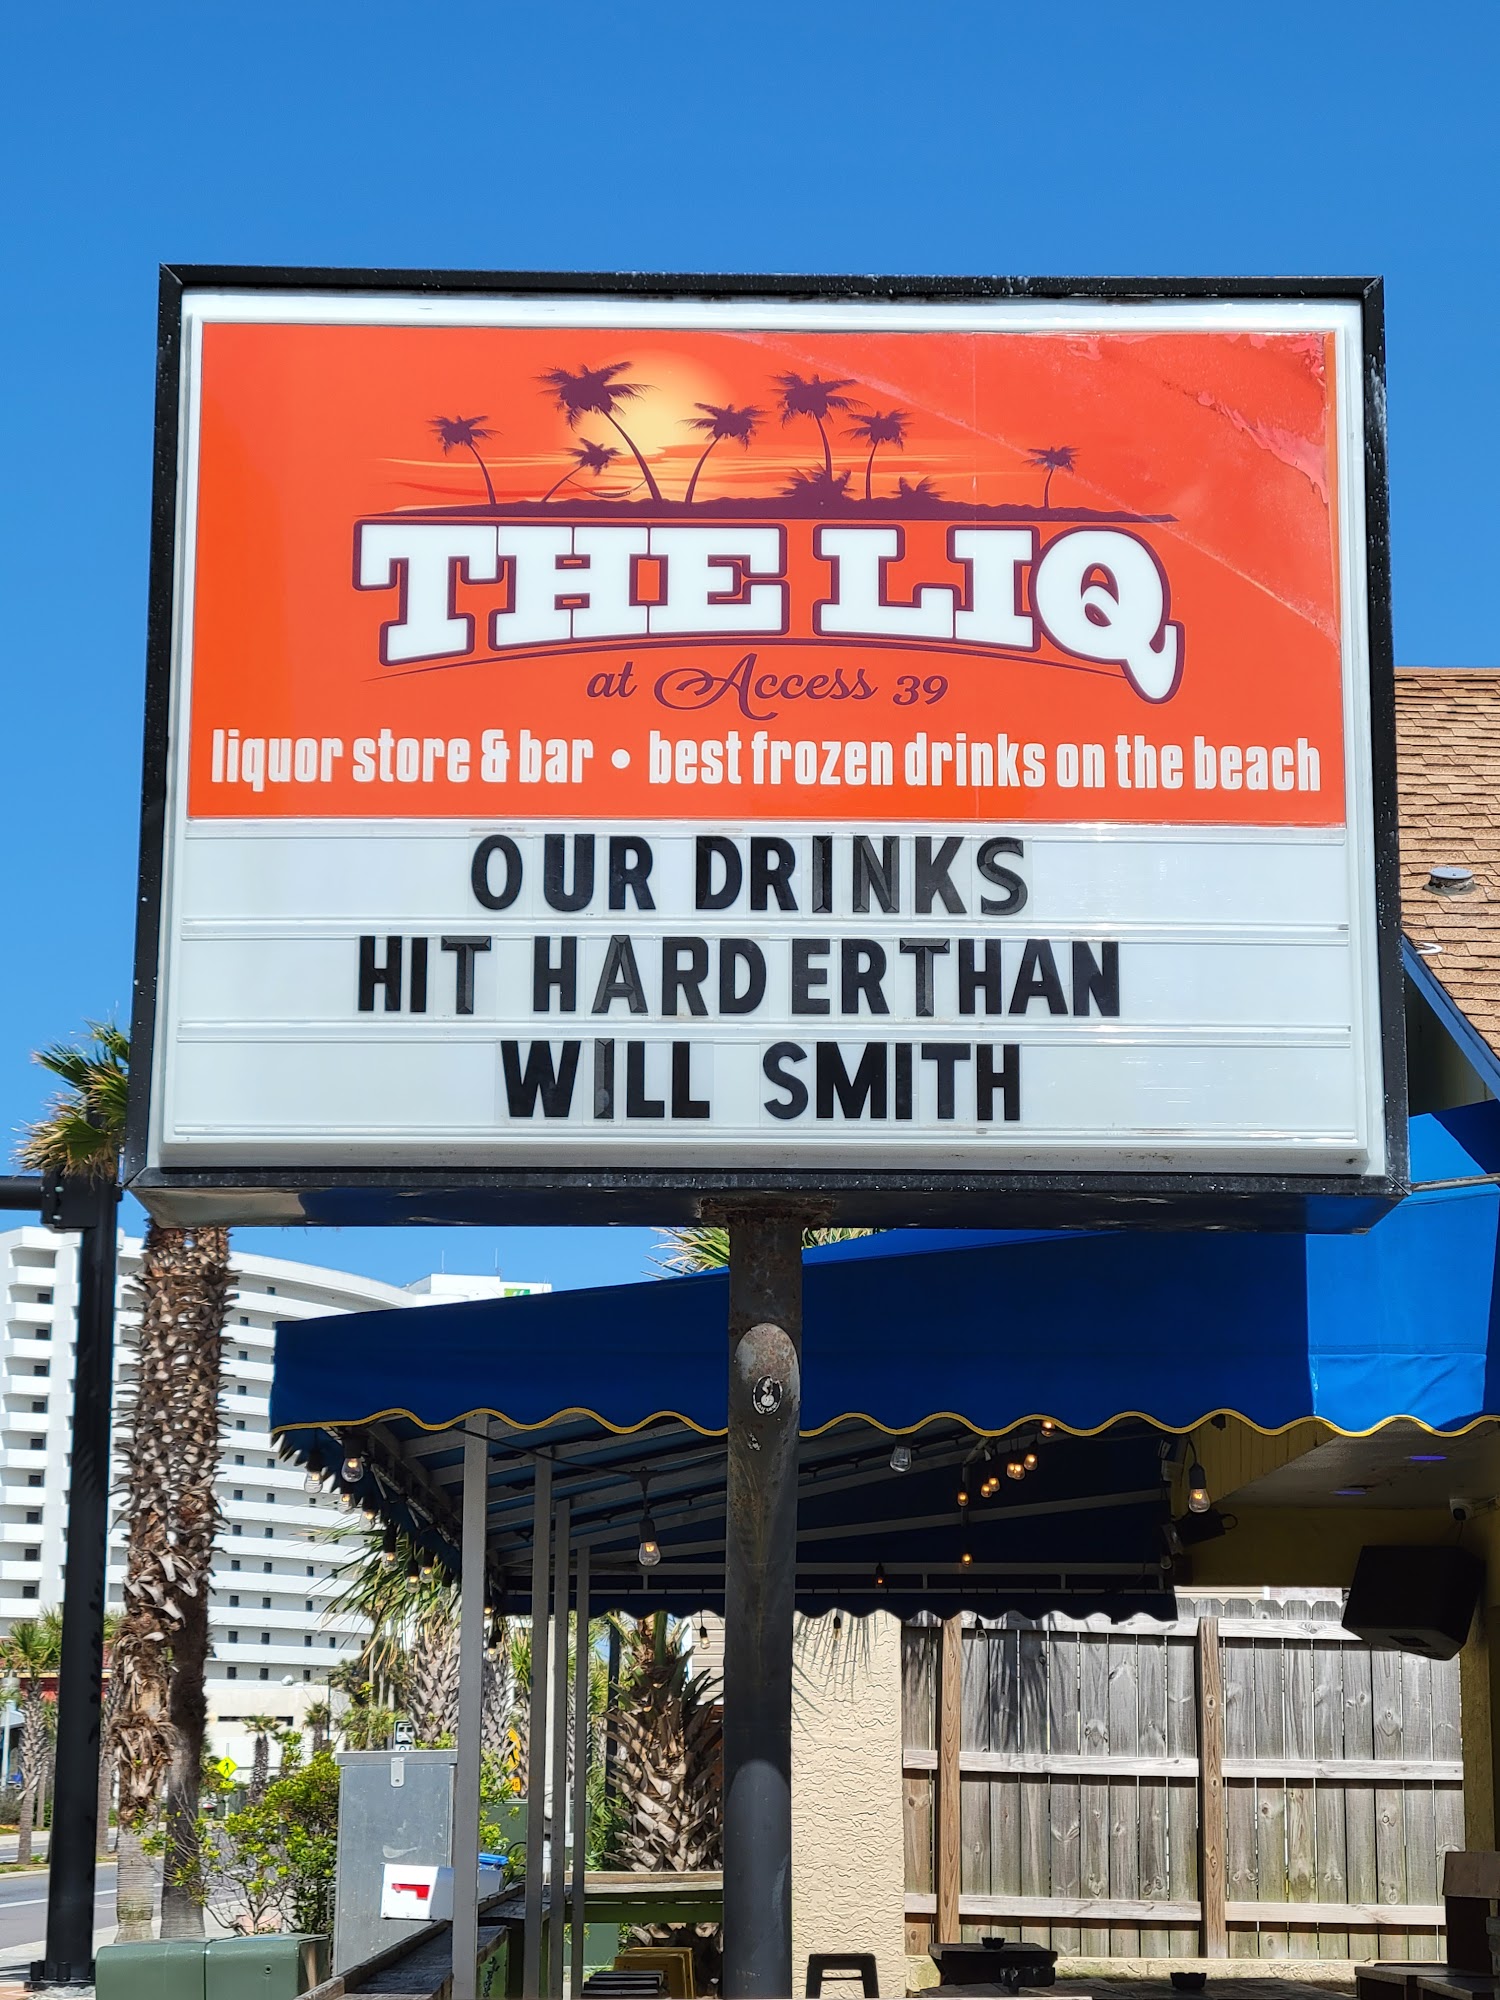 THE LIQ
at Access 39
liquor store & bar • best frozen drinks on the beach
OUR DRINKS
HIT HARDERTHAN
WILL SMITH